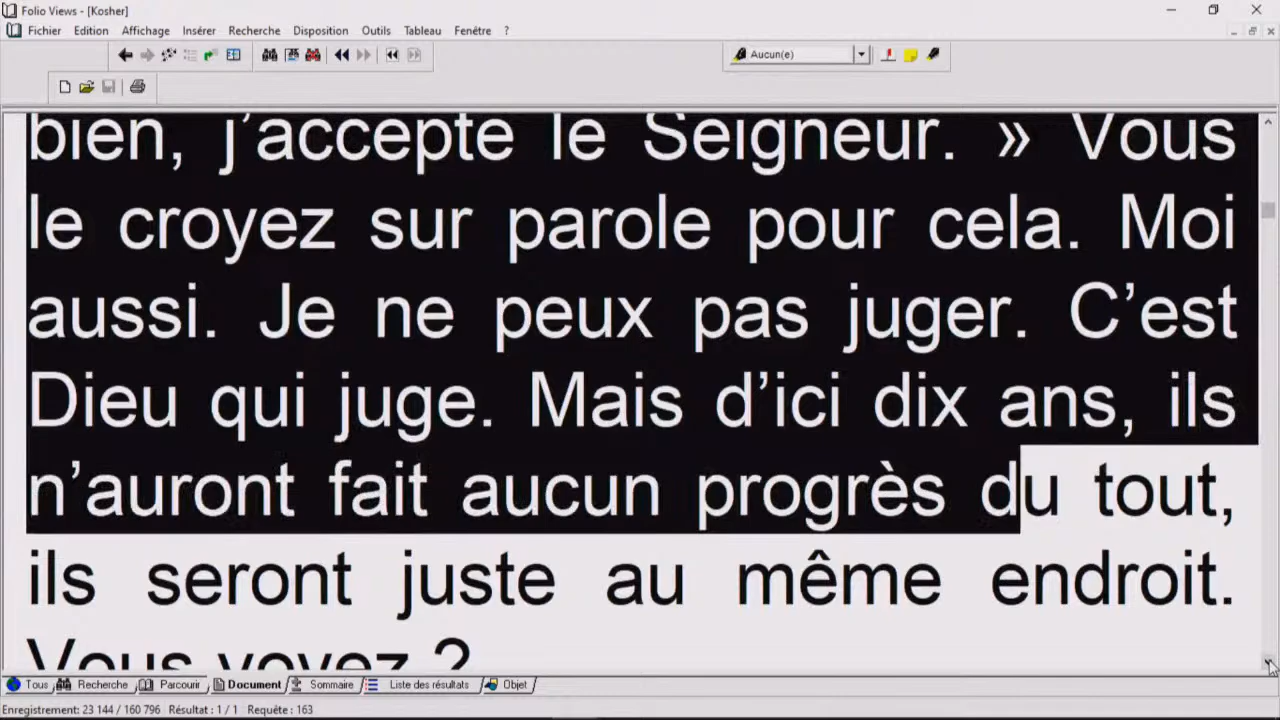 Folio Views - [Kosher]
Fichier Edition Affichage Insérer Recherche Disposition Outils Tableau Fenêtre ?
Aucun(e)
bien, j’accepte le Seigneur. » Vous
le croyez sur parole pour cela. Moi
aussi. Je ne peux pas juger. C’est
Dieu qui juge. Mais d’ici dix ans, ils
n’auront fait aucun progrès du tout,
ils seront juste au même endroit.
Vous voyez ?
Tous Recherche Parcourir Document Sommaire Liste des résultats Objet
Enregistrement: 23 144 / 160 796 Résultat : 1 / 1 Requête : 163